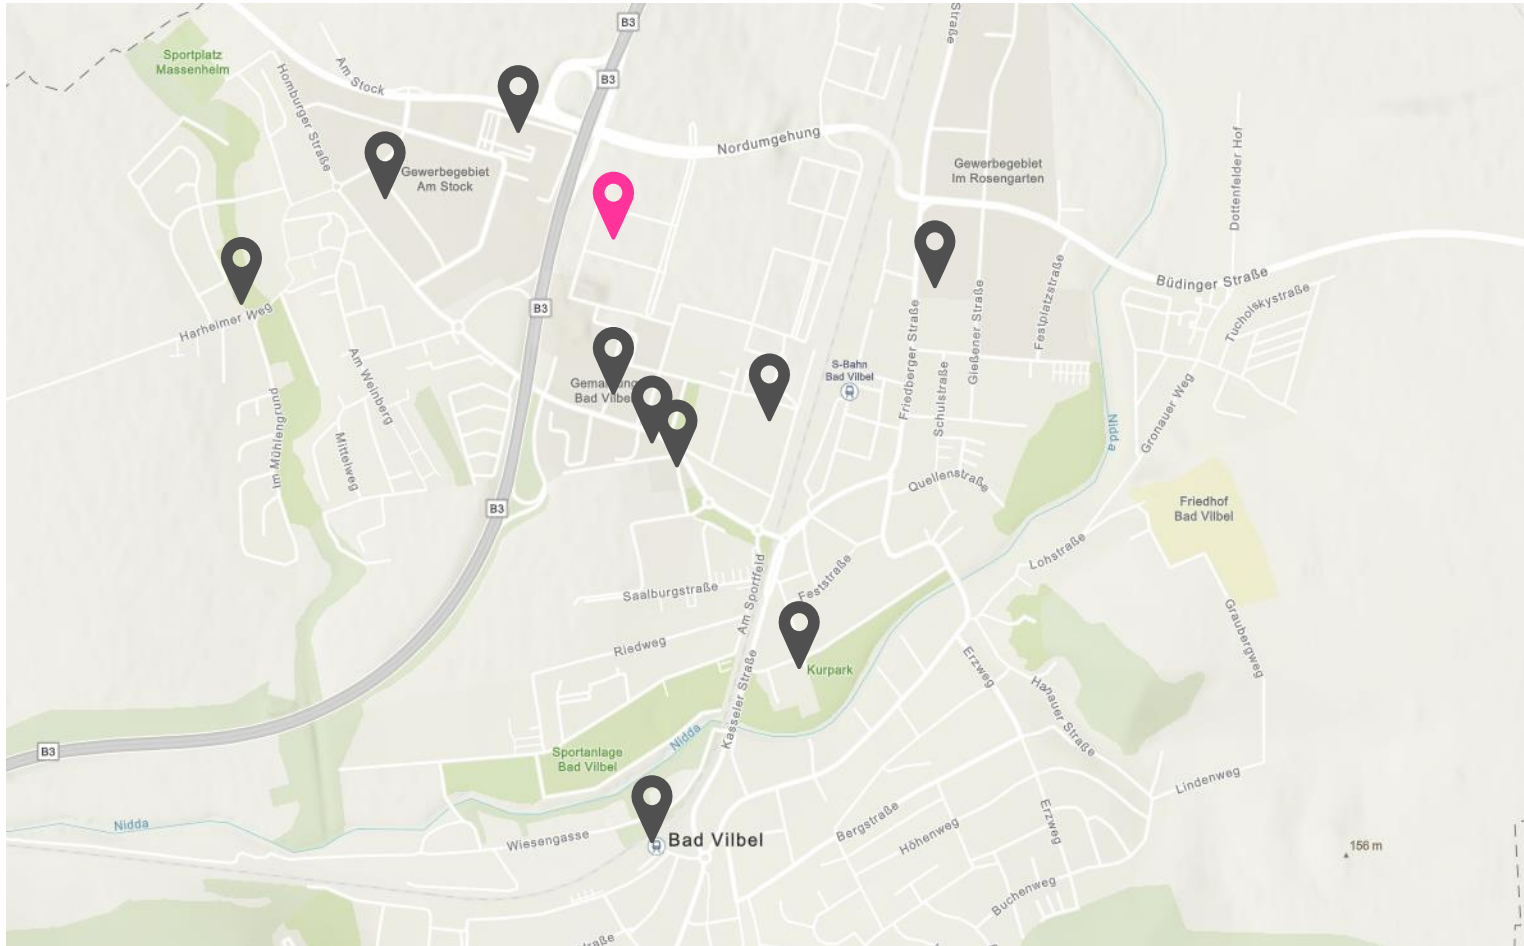 B3
Straße
Sportplatz
Massenheim
Am Stock
B3
Homburger Straße
Nordumgehung
Gewerbegebiet
Im Rosengarten
Dottenfelder Hof
Gewerbegebiet
Am Stock
Büdinger Straße
Tucholskystraße
Festplatzstraße
Gießener Straße
Friedberger Straße
Harheimer Weg
B3
Am Weinberg
S-Bahn
Bad Vilbel
Schulstraße
Im Mühlengrund
Mittelweg
Gronauer Weg
Nidda
Quellenstraße
Friedhof
Bad Vilbel
B3
Lohstraße
Feststraße
Saalburgstraße
Am Sportfeld
Riedweg
Graubergweg
Erzweg
Kurpark
Hanauer Straße
Kasseler Straße
Nidda
B3
Sportanlage
Bad Vilbel
Lindenweg
Nidda
Wiesengasse
Bad Vilbel
Bergstraße
Höhenweg
Erzweg
156 m
Buchenweg